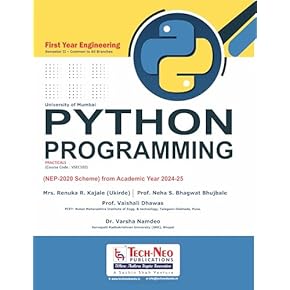 First Year Engineering
Semester II - Common to All Branches
University of Mumbai
PYTHON
PROGRAMMING
PRACTICALS
(NEP-2020 Scheme) from Academic Year 2024-25
Mrs. Renuka R. Kajale (Ukirde)
Prof. Neha S. Bhagwat Bhujbale
Prof. Vaishali Dhawas
Dr. Varsha Namdeo
TECH-NEO
PUBLICATIONS
A Sachin Shah Venture